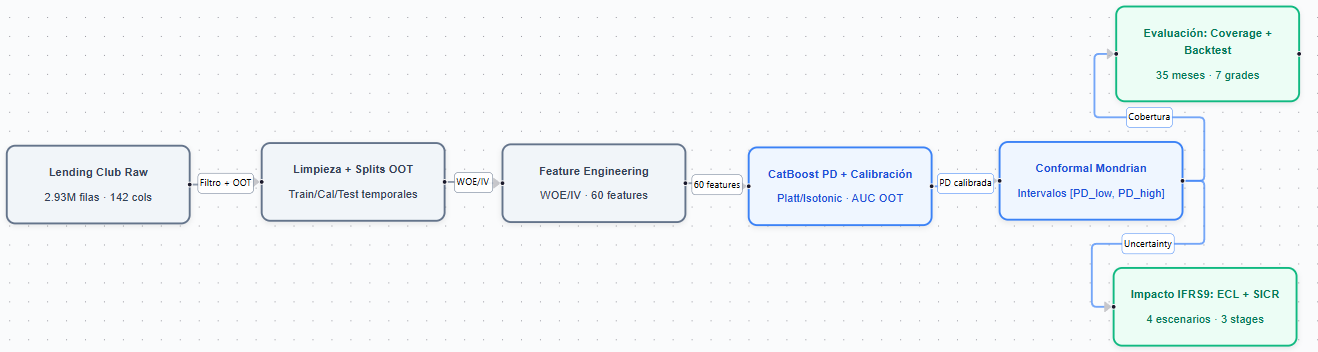 Lending Club Raw
2.93M filas · 142 cols
Filtro + OOT
Limpieza + Splits OOT
Train/Cal/Test temporales
WOE/IV
Feature Engineering
WOE/IV · 60 features
60 features
CatBoost PD + Calibración
Platt/Isotonic · AUC OOT
PD calibrada
Conformal Mondrian
Intervalos [PD_low, PD_high]
Cobertura
Evaluación: Coverage +
Backtest
35 meses · 7 grades
Uncertainty
Impacto IFRS9: ECL + SICR
4 escenarios · 3 stages